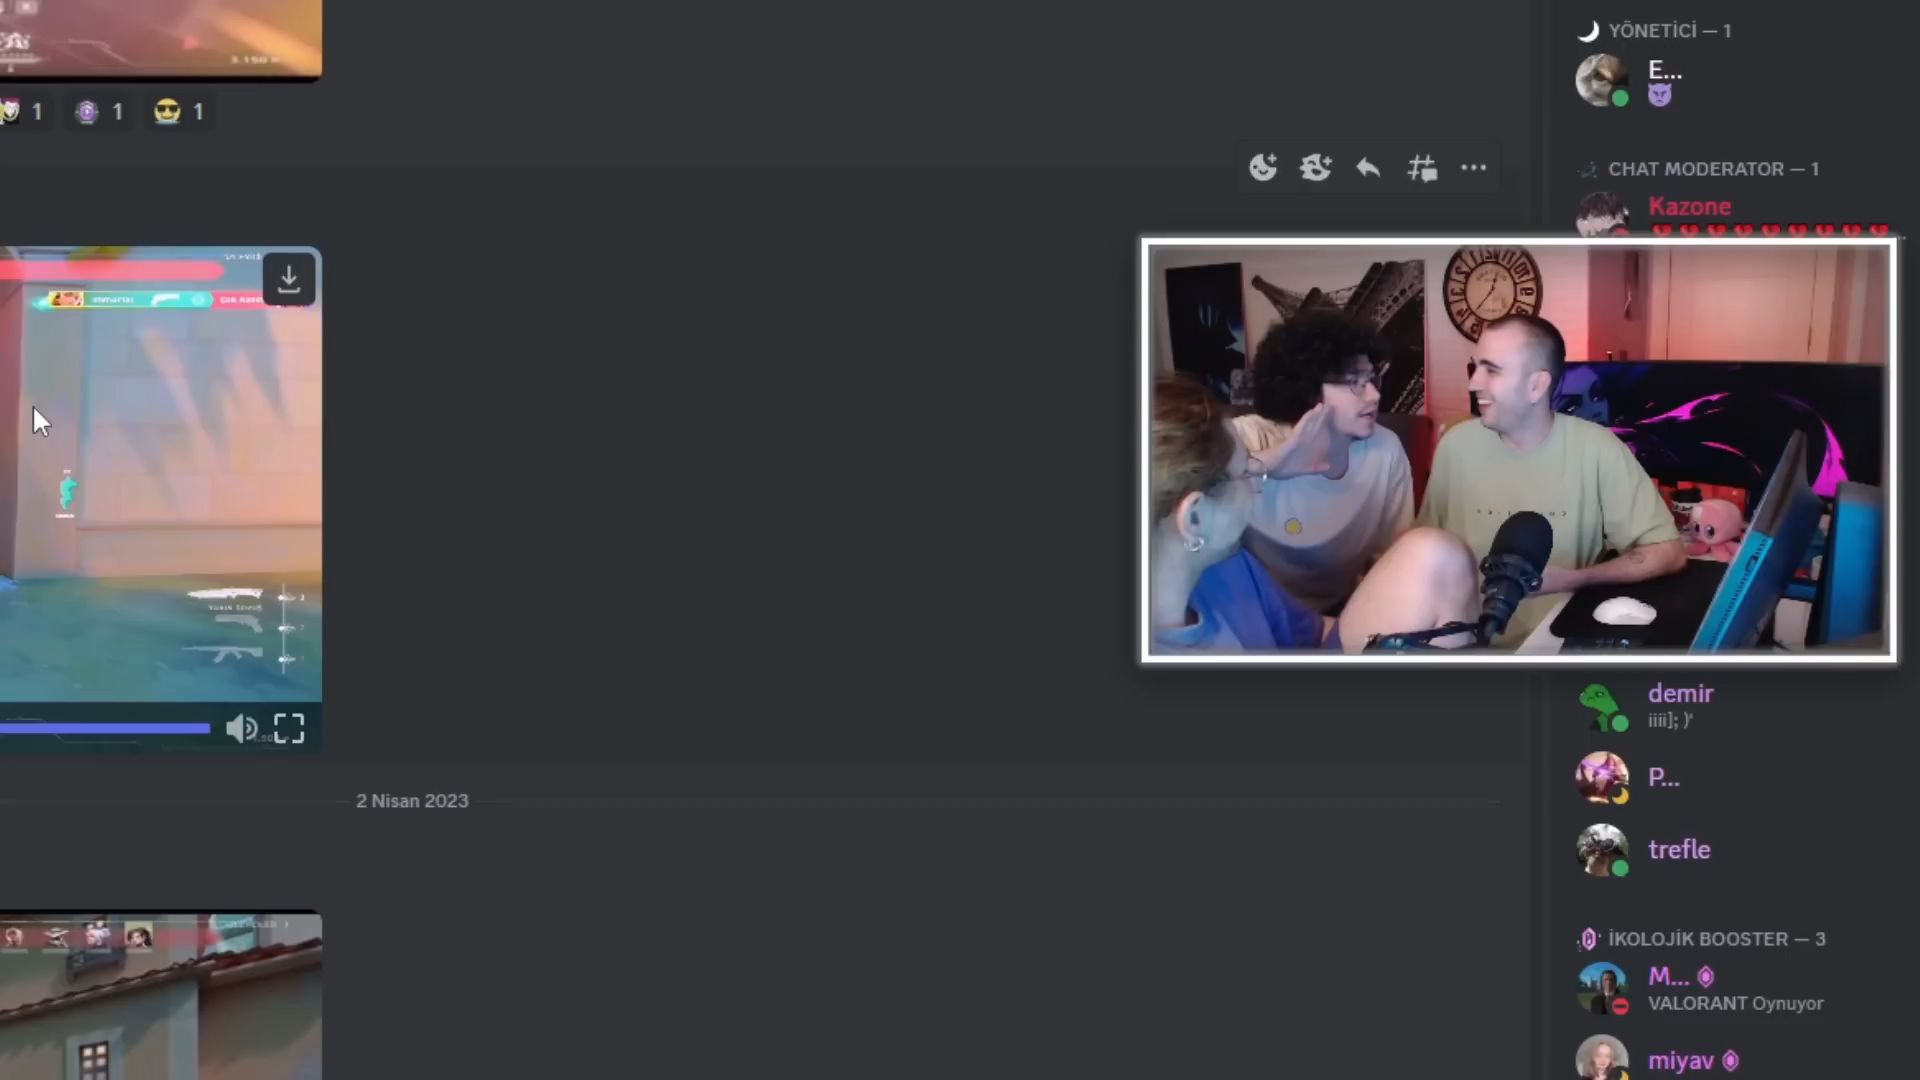 YÖNETİCİ — 1
E...
1
1
1
CHAT MODERATOR — 1
Kazone
immortal
2 Nisan 2023
demir
iiii]; )'
P...
trefle
İKOLOJİK BOOSTER — 3
M...
VALORANT Oynuyor
miyav